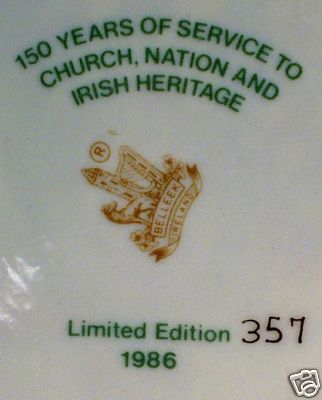 150 YEARS OF SERVICE TO
CHURCH, NATION AND
IRISH HERITAGE
®
BELLEEK
IRELAND
Limited Edition 357
1986